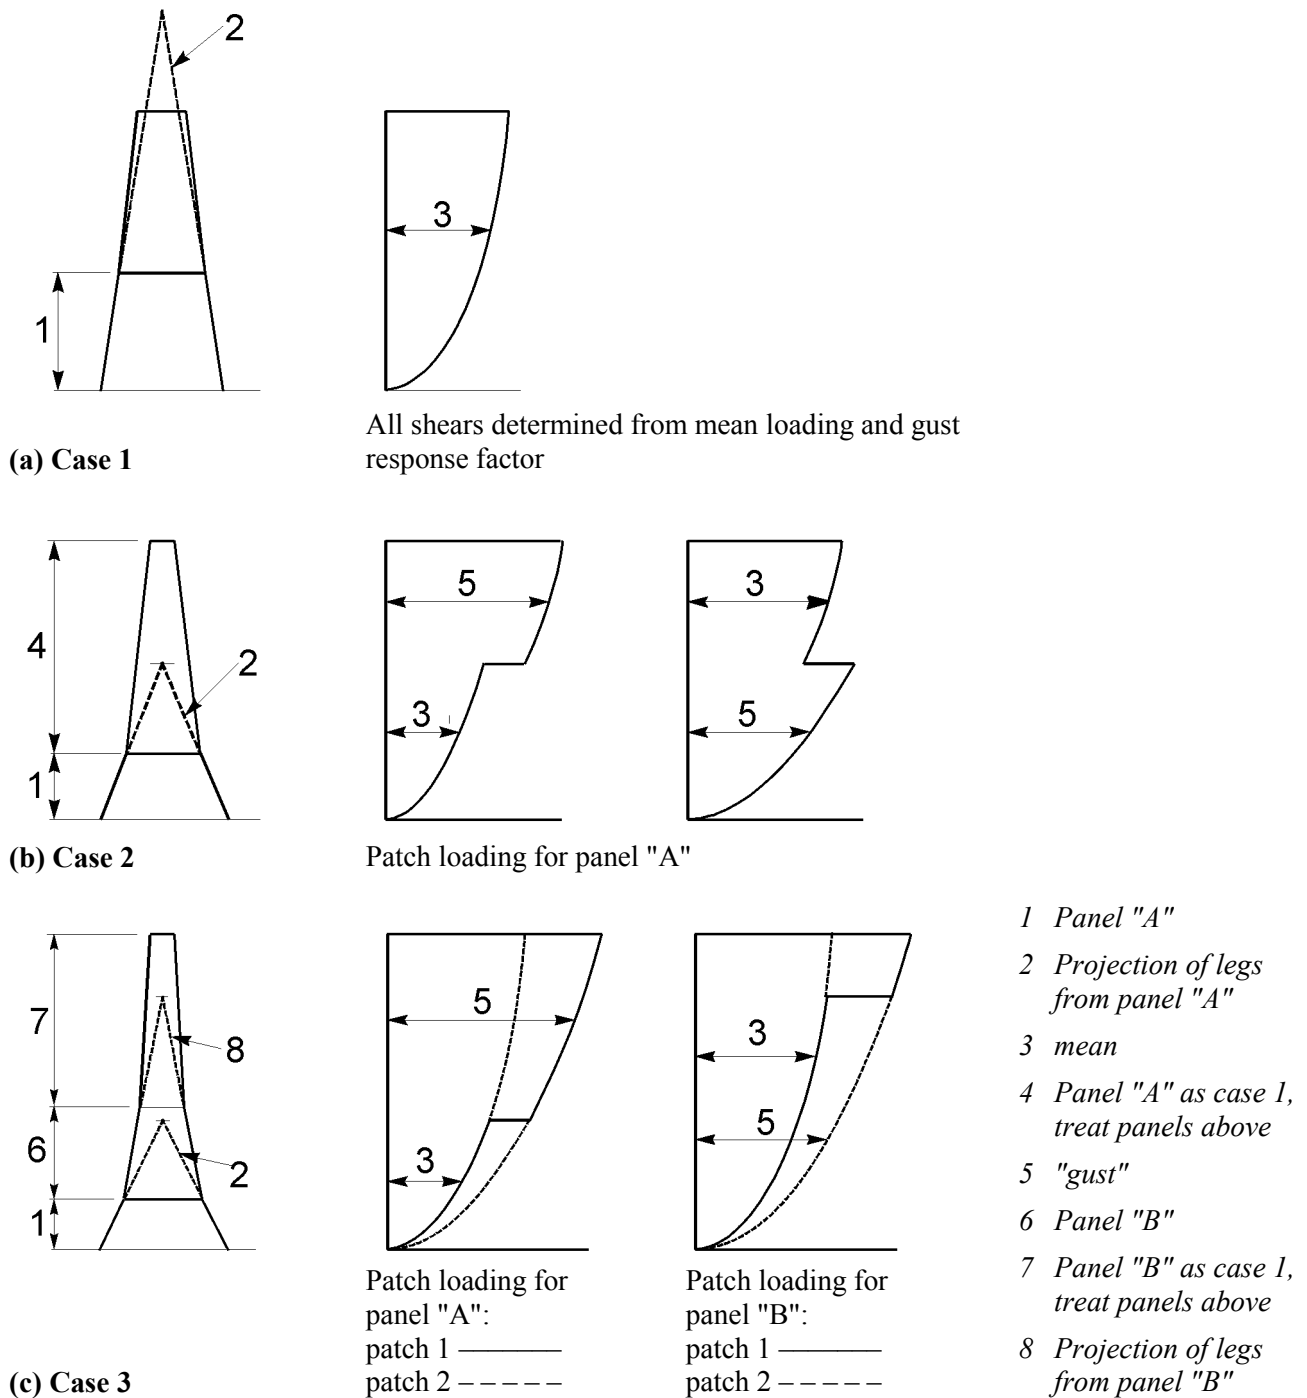 2
3
1
All shears determined from mean loading and gust
response factor
(a) Case 1
5
3
4
2
3
5
1
(b) Case 2
Patch loading for panel "A"
1 Panel "A"
2 Projection of legs
from panel "A"
3 mean
4 Panel "A" as case 1,
treat panels above
5 "gust"
6 Panel "B"
7 Panel "B" as case 1,
treat panels above
8 Projection of legs
from panel "B"
7
8
5
3
6
2
3
5
1
Patch loading for
panel "A":
patch 1
patch 2
Patch loading for
panel "B":
patch 1
patch 2
(c) Case 3